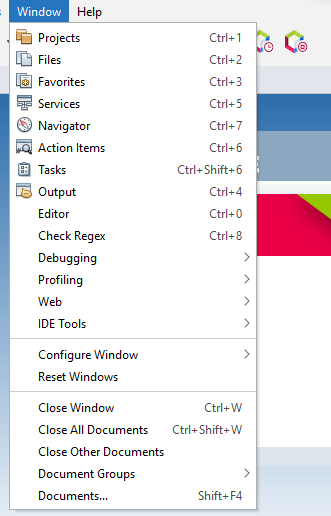 Window Help
Projects Ctrl+1
Files Ctrl+2
Favorites Ctrl+3
Services Ctrl+5
Navigator Ctrl+7
Action Items Ctrl+6
Tasks Ctrl+Shift+6
Output Ctrl+4
Editor Ctrl+0
Check Regex Ctrl+8
Debugging
Profiling
Web
IDE Tools
Configure Window
Reset Windows
Close Window Ctrl+W
Close All Documents Ctrl+Shift+W
Close Other Documents
Document Groups
Documents... Shift+F4